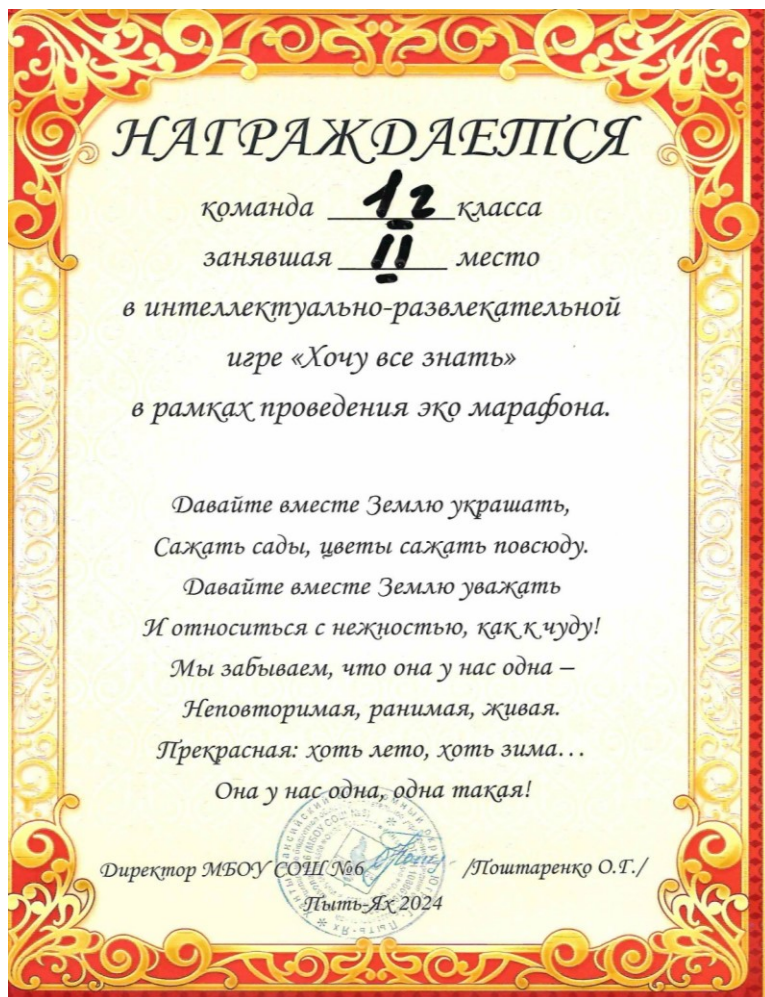 НАГРАЖДАЕТСЯ
команда 1г класса
занявшая II место
в интеллектуально-развлекательной
игре «Хочу все знать»
в рамках проведения эко марафона.
Давайте вместе Землю украшать,
Сажать сады, цветы сажать повсюду.
Давайте вместе Землю уважать
И относиться с нежностью, как к чуду!
Мы забываем, что она у нас одна –
Неповторимая, ранимая, живая.
Прекрасная: хоть лето, хоть зима…
Она у нас одна, одна такая!
Директор МБОУ СОШ №6 /Поштаренко О.Г./
Пыть-Ях 2024